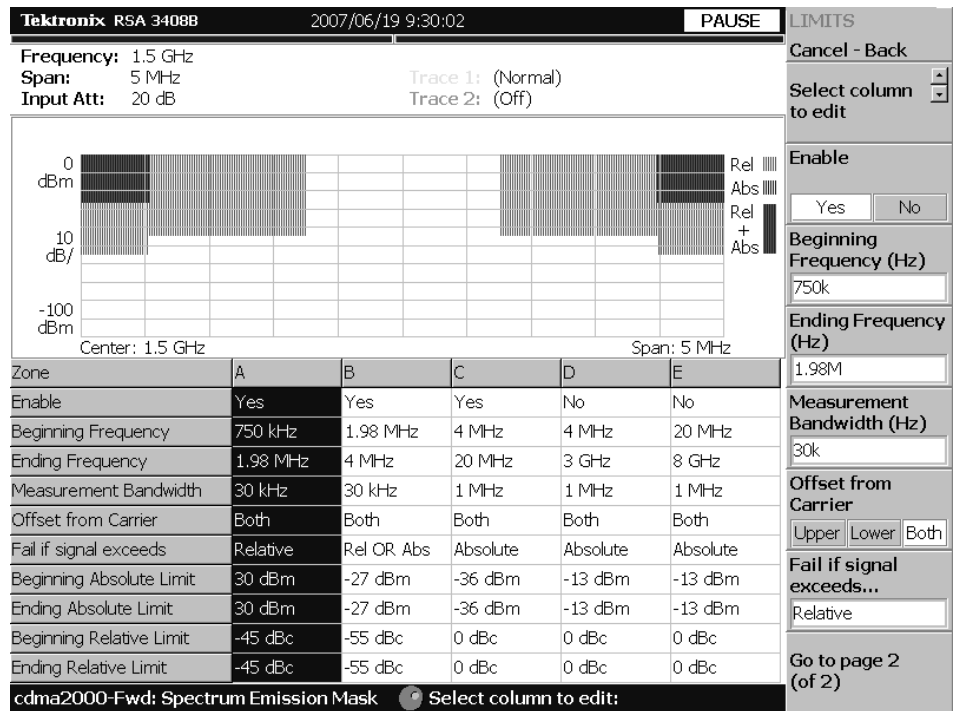 Tektronix RSA 3408B 2007/06/19 9:30:02 PAUSE
Frequency: 1.5 GHz
Span: 5 MHz Trace 1: (Normal)
Input Att: 20 dB Trace 2: (Off)
0
dBm
10
dB/
-100
dBm
Rel
Abs
Rel
+
Abs
Center: 1.5 GHz Span: 5 MHz
Zone A B C D E
Enable Yes Yes Yes No No
Beginning Frequency 750 kHz 1.98 MHz 4 MHz 4 MHz 20 MHz
Ending Frequency 1.98 MHz 4 MHz 20 MHz 3 GHz 8 GHz
Measurement Bandwidth 30 kHz 30 kHz 1 MHz 1 MHz 1 MHz
Offset from Carrier Both Both Both Both Both
Fail if signal exceeds Relative Rel OR Abs Absolute Absolute Absolute
Beginning Absolute Limit 30 dBm -27 dBm -36 dBm -13 dBm -13 dBm
Ending Absolute Limit 30 dBm -27 dBm -36 dBm -13 dBm -13 dBm
Beginning Relative Limit -45 dBc -55 dBc 0 dBc 0 dBc 0 dBc
Ending Relative Limit -45 dBc -55 dBc 0 dBc 0 dBc 0 dBc
cdma2000-Fwd: Spectrum Emission Mask Select column to edit:
LIMITS
Cancel - Back
Select column
to edit
Enable
Yes No
Beginning
Frequency (Hz)
750k
Ending Frequency
(Hz)
1.98M
Measurement
Bandwidth (Hz)
30k
Offset from
Carrier
Upper Lower Both
Fail if signal
exceeds...
Relative
Go to page 2
(of 2)